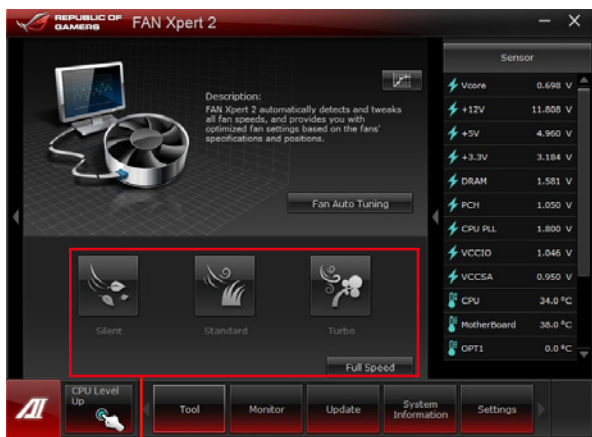 REPUBLIC OF
GAMERS
FAN Xpert 2
Description:
FAN Xpert 2 automatically detects and tweaks
all fan speeds, and provides you with
optimized fan settings based on the fans'
specifications and positions.
Fan Auto Tuning
Silent
Standard
Turbo
Full Speed
Sensor
Vcore 0.698 V
+12V 11.808 V
+5V 4.960 V
+3.3V 3.184 V
DRAM 1.581 V
PCH 1.050 V
CPU PLL 1.800 V
VCCIO 1.046 V
VCCSA 0.950 V
CPU 34.0 °C
MotherBoard 38.0 °C
OPT1 0.0 °C
CPU Level
Up
Tool
Monitor
Update
System
Information
Settings